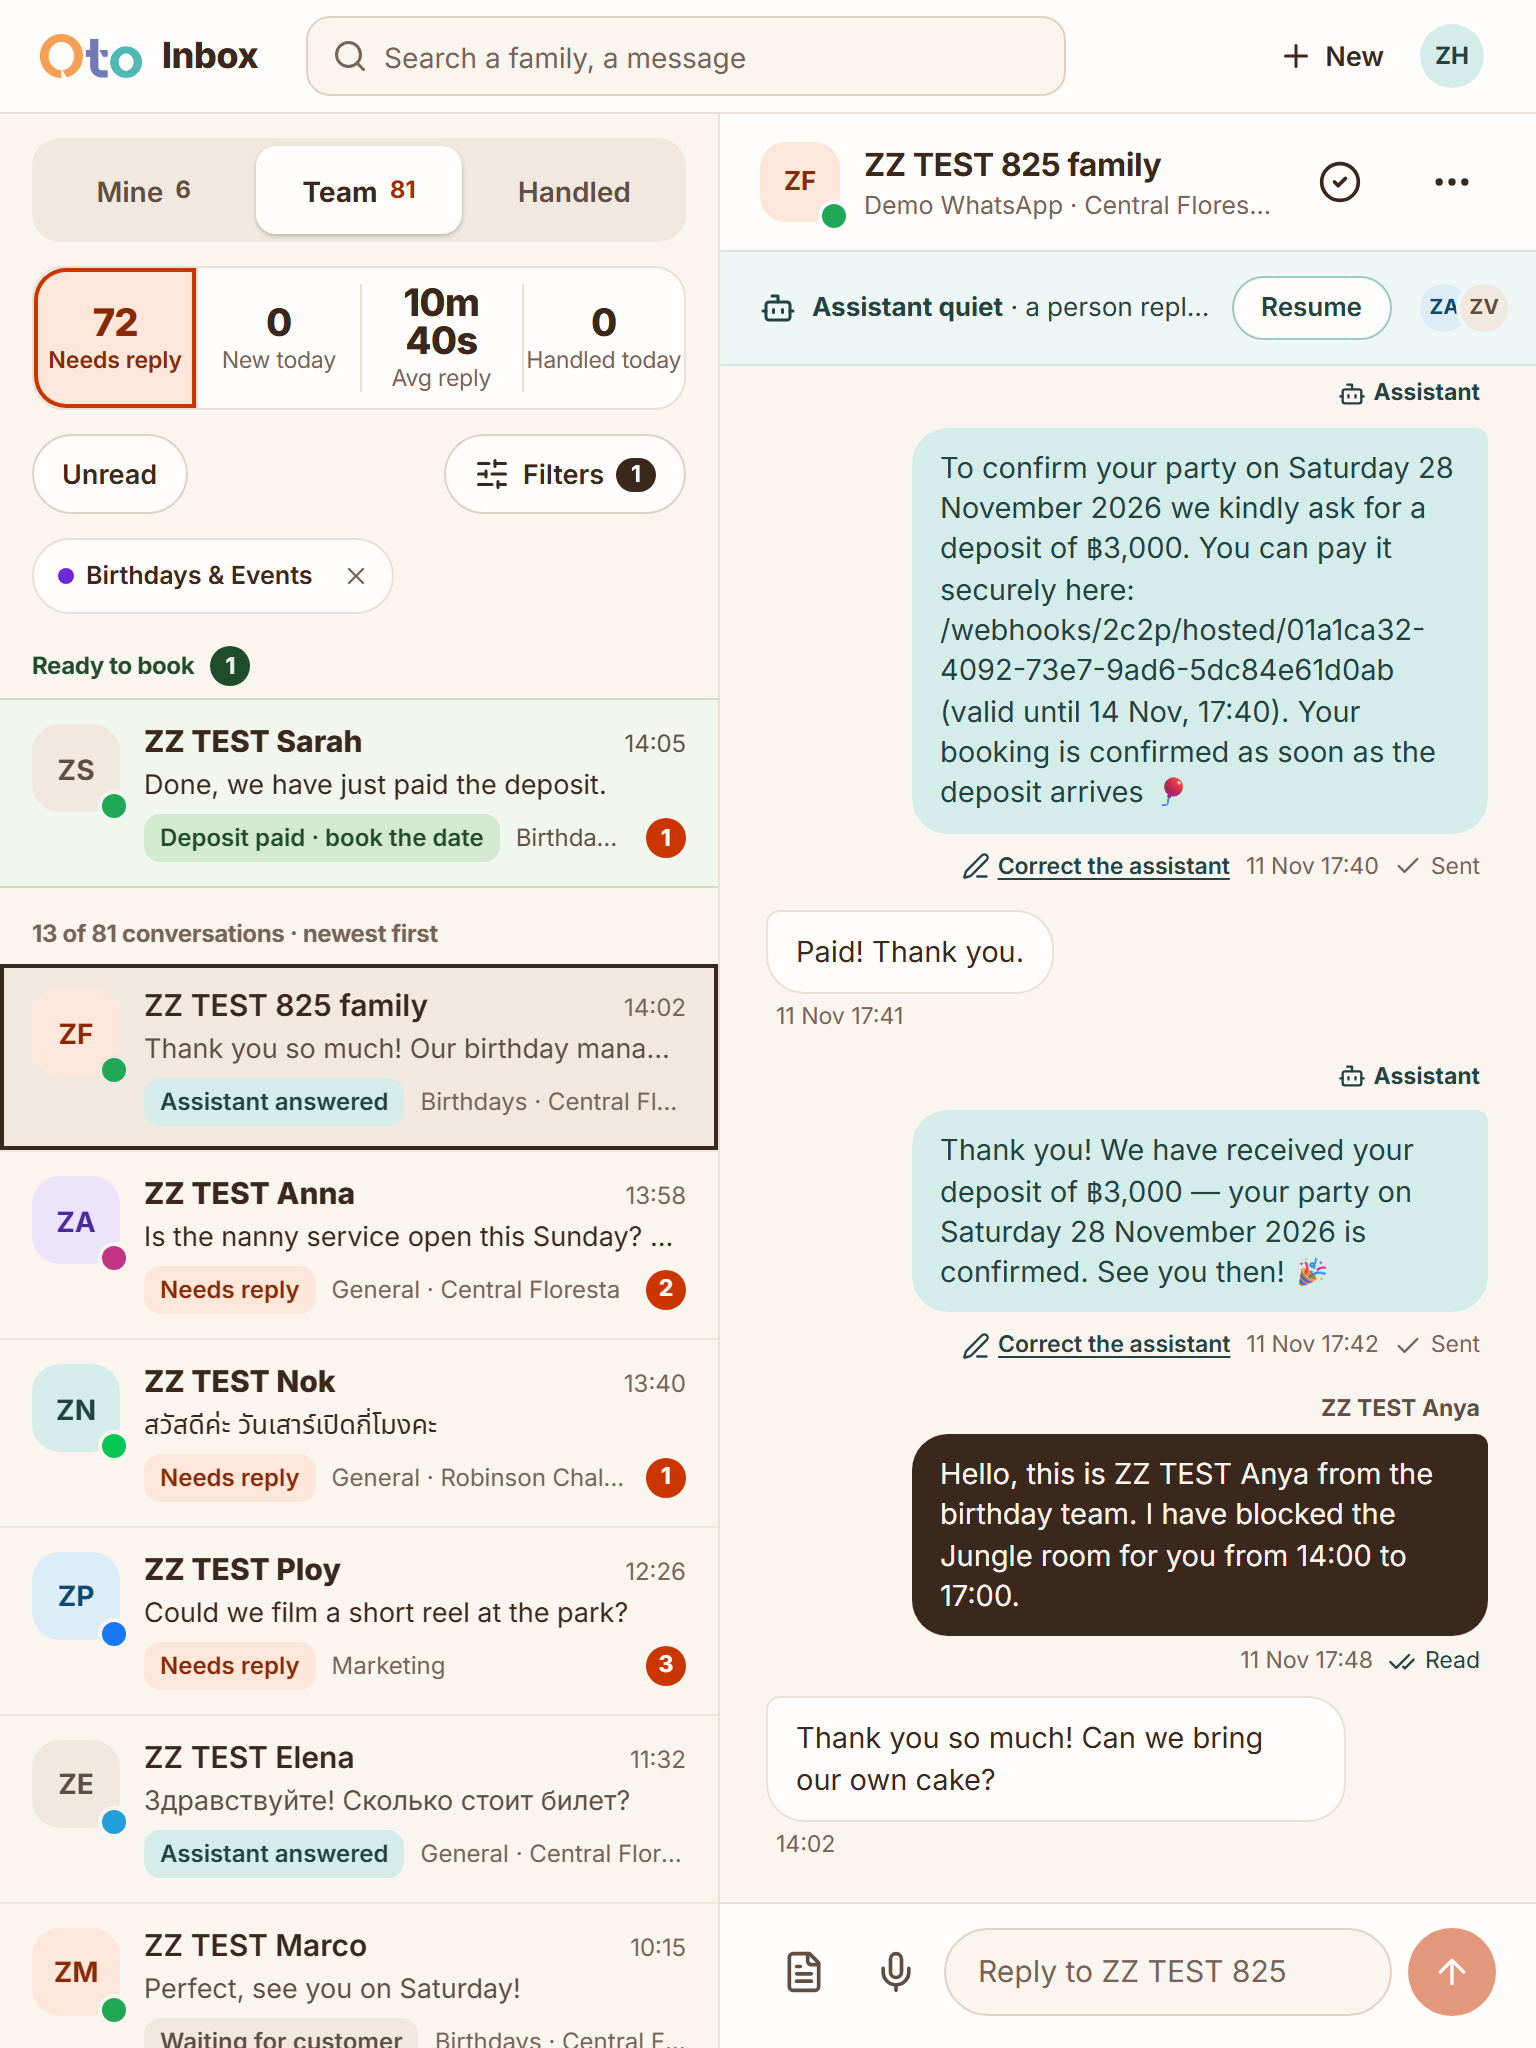 Oto Inbox
Search a family, a message
New
ZH
Mine 6
Team 81
Handled
72
Needs reply
0
New today
10m
40s
Avg reply
0
Handled today
Unread
Filters 1
Birthdays & Events
Ready to book 1
ZS
ZZ TEST Sarah
14:05
Done, we have just paid the deposit.
Deposit paid · book the date
Birthda...
1
13 of 81 conversations · newest first
ZF
ZZ TEST 825 family
14:02
Thank you so much! Our birthday mana...
Assistant answered
Birthdays · Central Fl...
ZA
ZZ TEST Anna
13:58
Is the nanny service open this Sunday? ...
Needs reply
General · Central Floresta
2
ZN
ZZ TEST Nok
13:40
สวัสดีค่ะ วันเสาร์เปิดกี่โมงคะ
Needs reply
General · Robinson Chal...
1
ZP
ZZ TEST Ploy
12:26
Could we film a short reel at the park?
Needs reply
Marketing
3
ZE
ZZ TEST Elena
11:32
Здравствуйте! Сколько стоит билет?
Assistant answered
General · Central Flor...
ZM
ZZ TEST Marco
10:15
Perfect, see you on Saturday!
Waiting for customer
Birthdays · Central F...
ZF
ZZ TEST 825 family
Demo WhatsApp · Central Flores...
Assistant quiet · a person repl...
Resume
ZA
ZV
Assistant
To confirm your party on Saturday 28
November 2026 we kindly ask for a
deposit of ฿3,000. You can pay it
securely here:
/webhooks/2c2p/hosted/01a1ca32-
4092-73e7-9ad6-5dc84e61d0ab
(valid until 14 Nov, 17:40). Your
booking is confirmed as soon as the
deposit arrives 🎈
Correct the assistant 11 Nov 17:40 Sent
Paid! Thank you.
11 Nov 17:41
Assistant
Thank you! We have received your
deposit of ฿3,000 — your party on
Saturday 28 November 2026 is
confirmed. See you then! 🎉
Correct the assistant 11 Nov 17:42 Sent
ZZ TEST Anya
Hello, this is ZZ TEST Anya from the
birthday team. I have blocked the
Jungle room for you from 14:00 to
17:00.
11 Nov 17:48 Read
Thank you so much! Can we bring
our own cake?
14:02
Reply to ZZ TEST 825